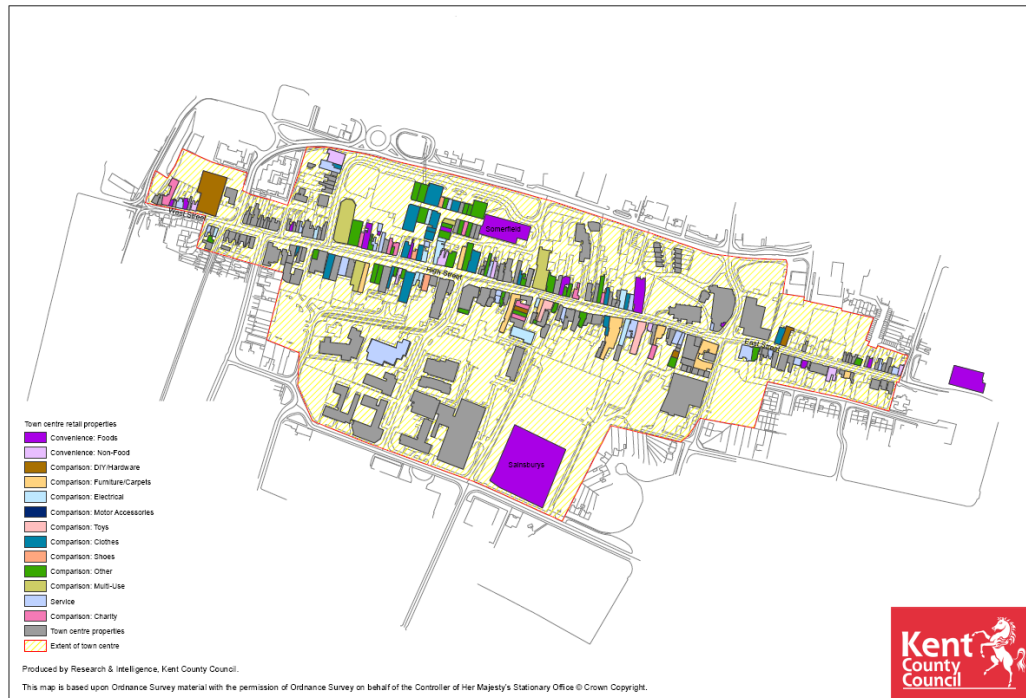 West Street
Somerfield
High Street
East Street
Sainsburys
Town centre retail properties
Convenience: Foods
Convenience: Non-Food
Comparison: DIY/Hardware
Comparison: Furniture/Carpets
Comparison: Electrical
Comparison: Motor Accessories
Comparison: Toys
Comparison: Clothes
Comparison: Shoes
Comparison: Other
Comparison: Multi-Use
Service
Comparison: Charity
Town centre properties
Extent of town centre
Produced by Research & Intelligence, Kent County Council.
This map is based upon Ordnance Survey material with the permission of Ordnance Survey on behalf of the Controller of Her Majesty's Stationary Office © Crown Copyright.
Kent
County
Council